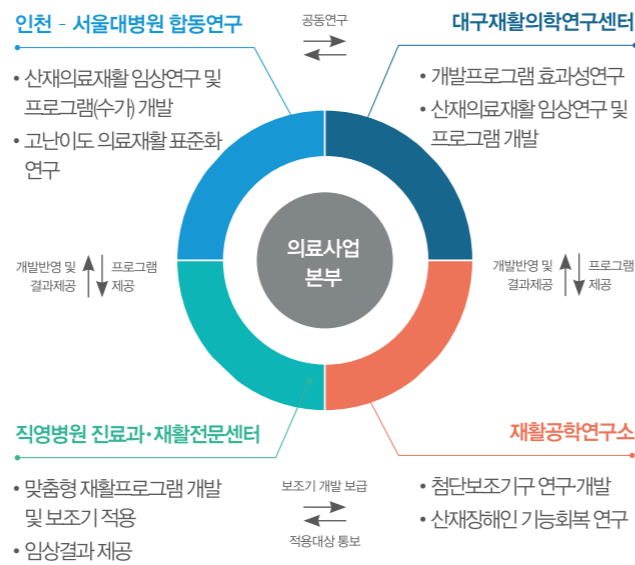 인천 - 서울대병원 합동연구
• 산재의료재활 임상연구 및
프로그램(수가) 개발
• 고난이도 의료재활 표준화
연구
공동연구
대구재활의학연구센터
• 개발프로그램 효과성연구
• 산재의료재활 임상연구 및
프로그램 개발
의료사업
본부
개발반영 및
결과제공
프로그램
제공
개발반영 및
결과제공
프로그램
제공
직영병원 진료과·재활전문센터
• 맞춤형 재활프로그램 개발
및 보조기 적용
• 임상결과 제공
보조기 개발 보급
적용대상 통보
재활공학연구소
• 첨단보조기구 연구·개발
• 산재장해인 기능회복 연구